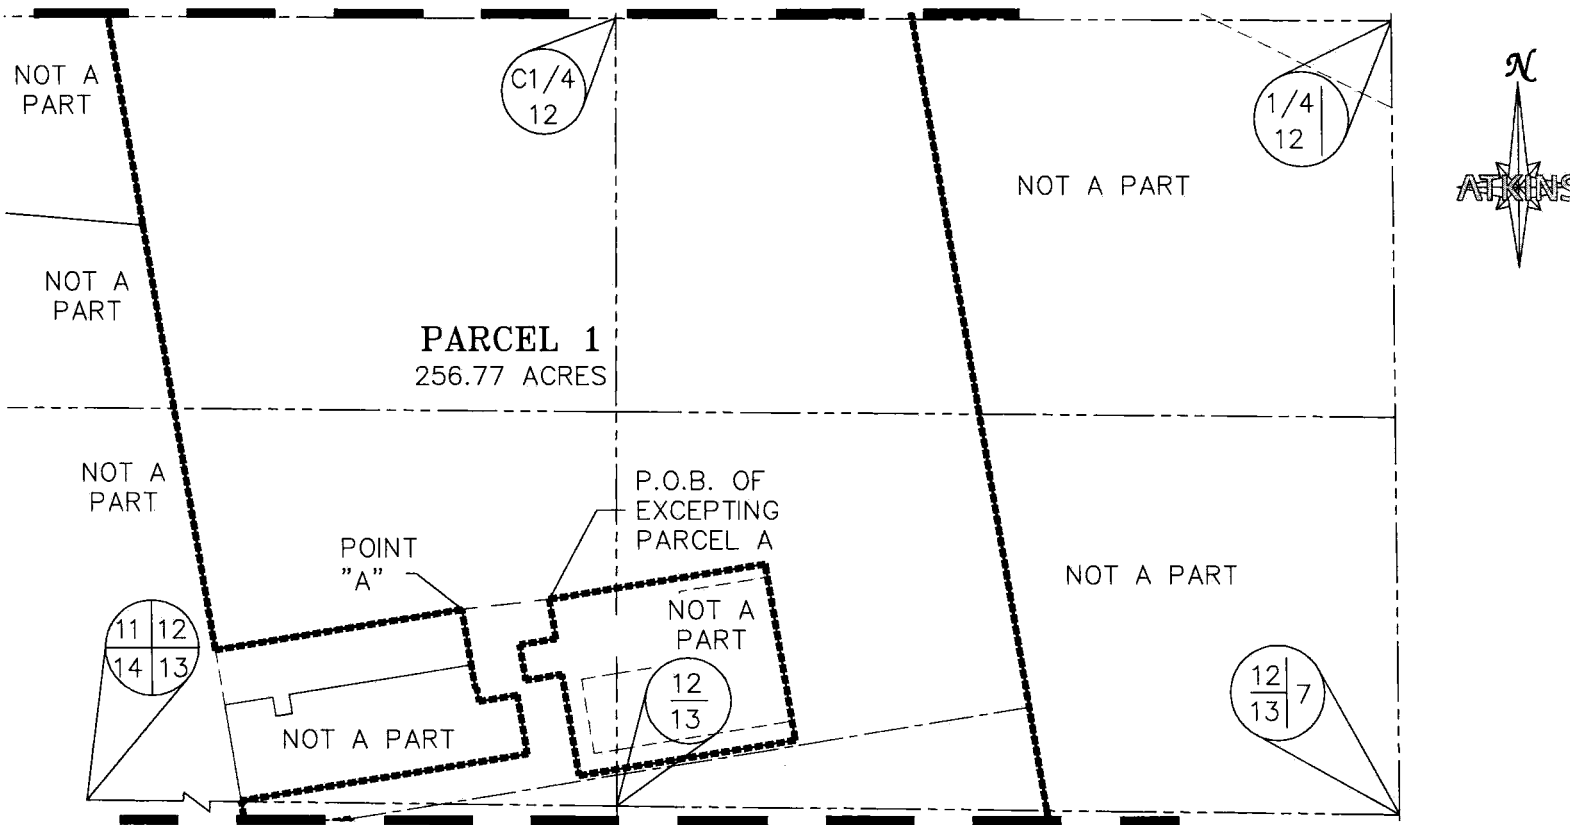 NOT A
PART
C1/4
12
1/4
12
N
ATKINS
NOT A PART
NOT A
PART
PARCEL 1
256.77 ACRES
NOT A
PART
P.O.B. OF
EXCEPTING
PARCEL A
POINT
"A"
NOT A PART
NOT A
PART
11 12
14 13
12
13
12
13 7
NOT A PART